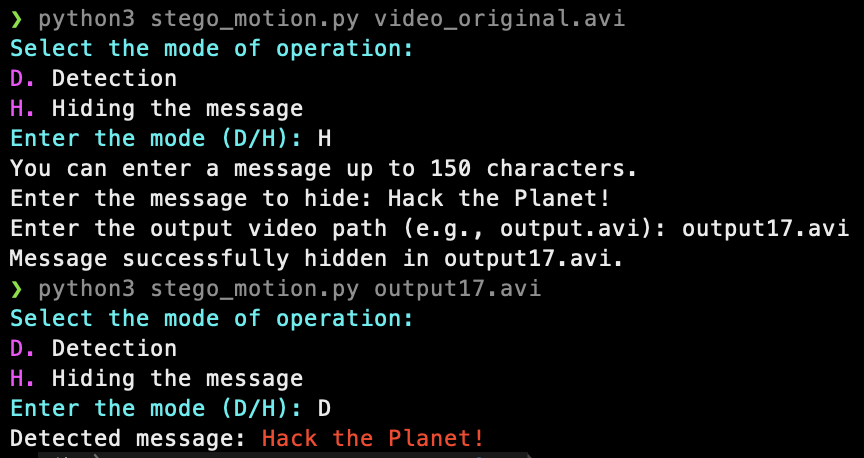 ❯ python3 stego_motion.py video_original.avi
Select the mode of operation:
D. Detection
H. Hiding the message
Enter the mode (D/H): H
You can enter a message up to 150 characters.
Enter the message to hide: Hack the Planet!
Enter the output video path (e.g., output.avi): output17.avi
Message successfully hidden in output17.avi.
❯ python3 stego_motion.py output17.avi
Select the mode of operation:
D. Detection
H. Hiding the message
Enter the mode (D/H): D
Detected message: Hack the Planet!